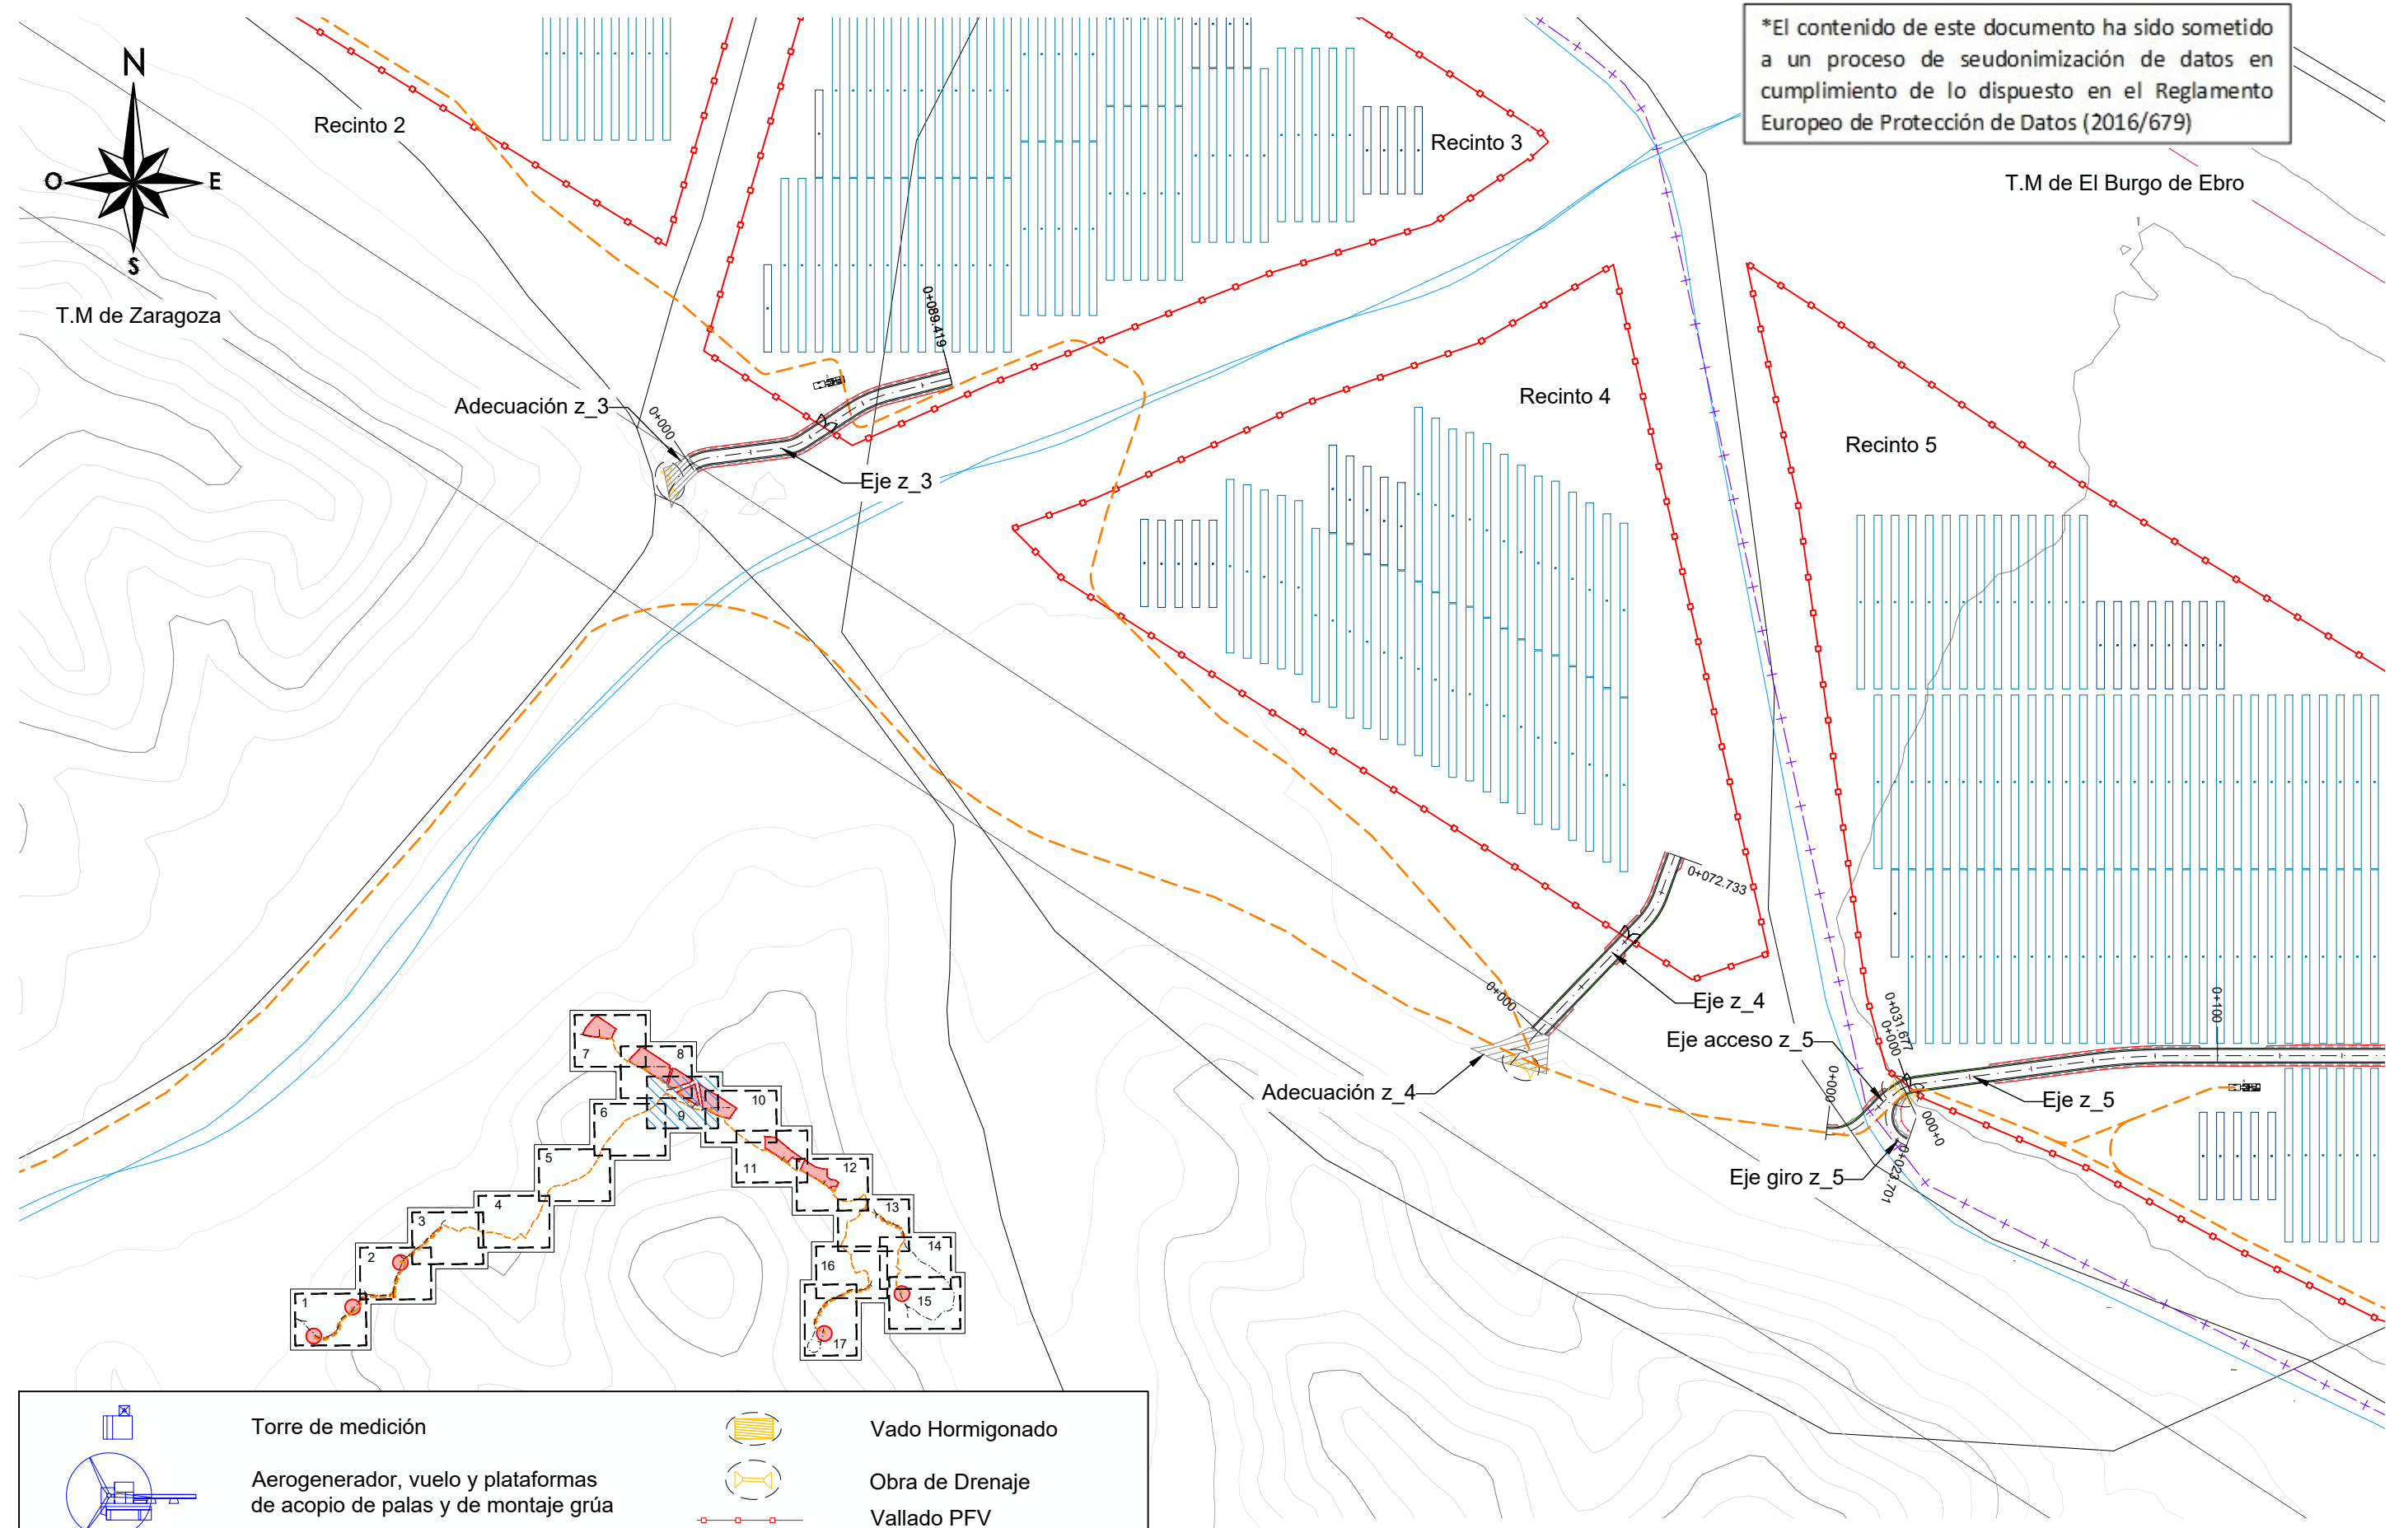 *El contenido de este documento ha sido sometido
a un proceso de seudonimización de datos en
cumplimiento de lo dispuesto en el Reglamento
Europeo de Protección de Datos (2016/679)
N
O
E
S
Recinto 2
Recinto 3
T.M de El Burgo de Ebro
T.M de Zaragoza
0+089.419
Adecuación z_3
0+000
Eje z_3
Recinto 4
Recinto 5
0+072.733
0+000
Eje z_4
Adecuación z_4
Eje acceso z_5
0+031.677
0+000
0+100
0+000
Eje z_5
0+000
Eje giro z_5
0+023.701
7
8
9
10
6
5
11
12
4
3
13
2
14
16
1
15
17
Torre de medición
Aerogenerador, vuelo y plataformas
de acopio de palas y de montaje grúa
Vado Hormigonado
Obra de Drenaje
Vallado PFV